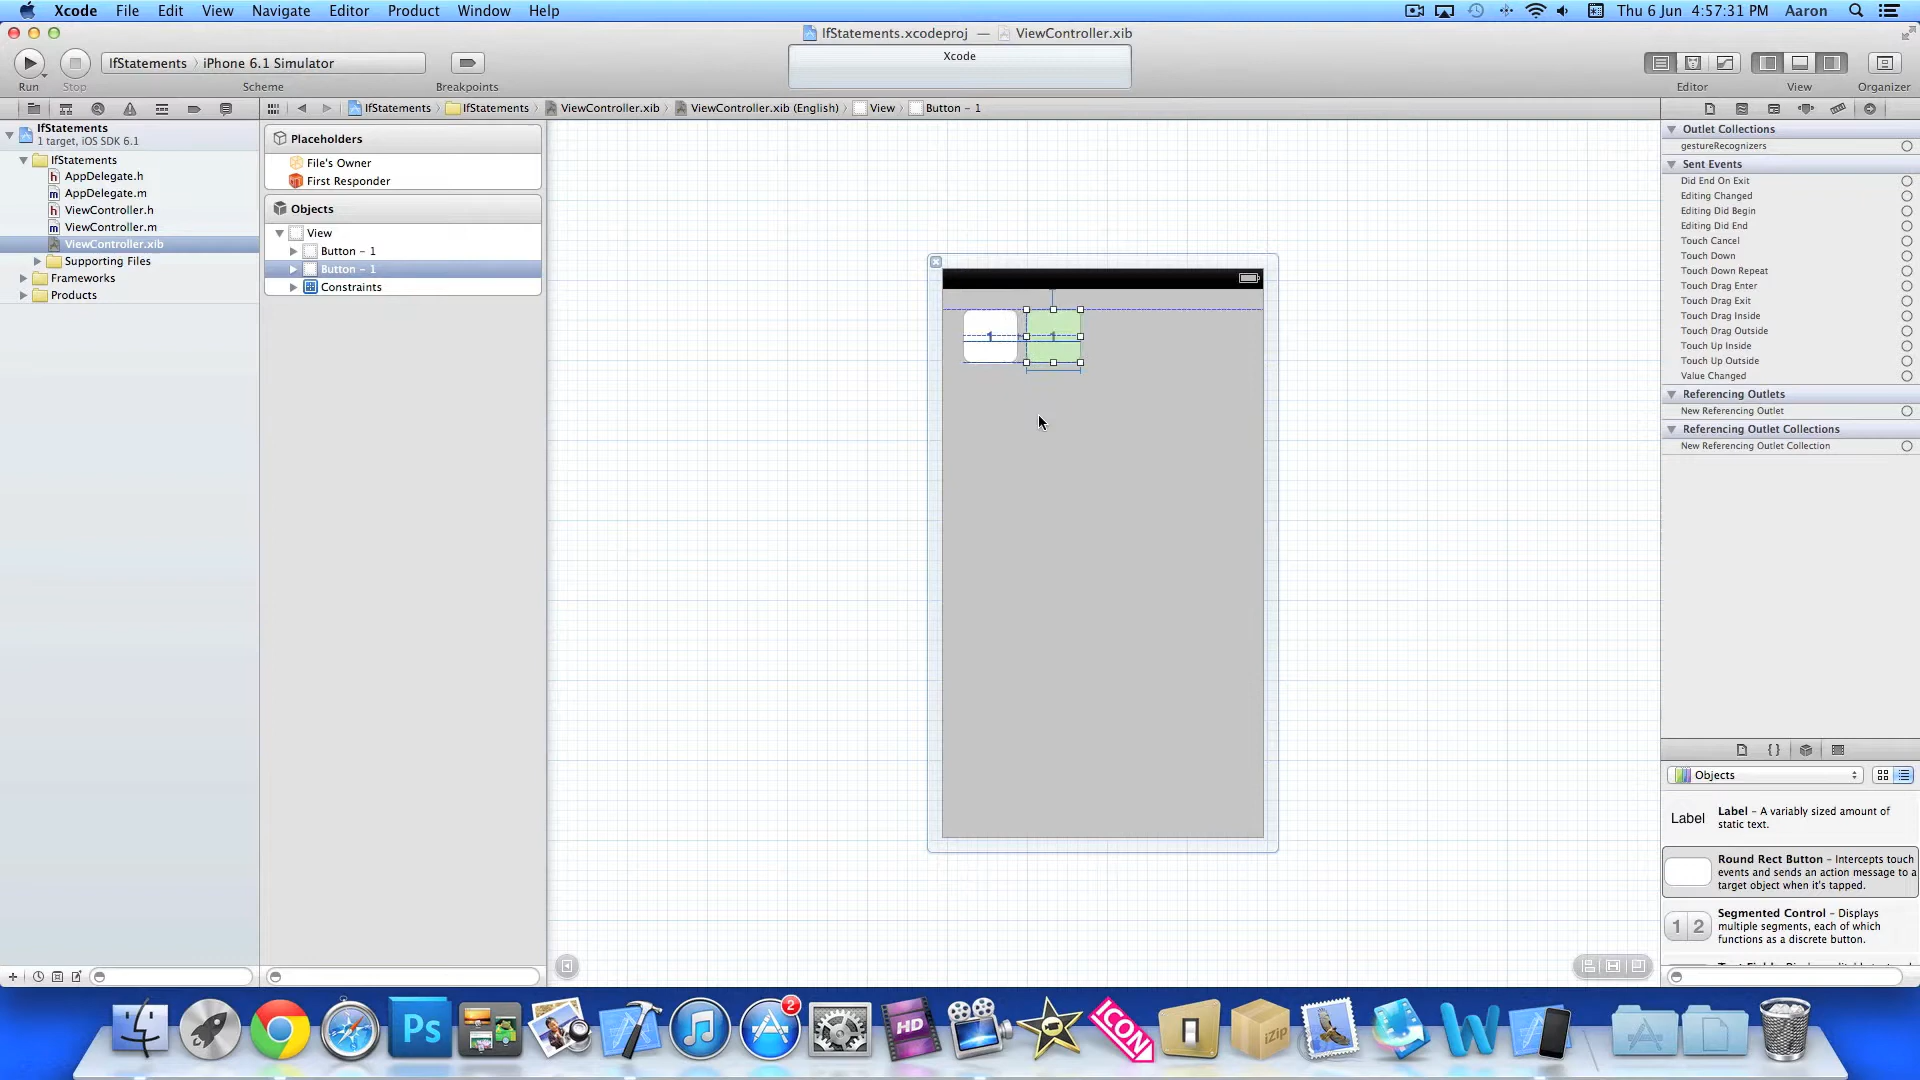 Xcode File Edit View Navigate Editor Product Window Help
Thu 6 Jun 4:57:31 PM Aaron
IfStatements.xcodeproj — ViewController.xib
IfStatements iPhone 6.1 Simulator
Xcode
Run Stop Scheme Breakpoints Editor View Organizer
IfStatements IfStatements ViewController.xib ViewController.xib (English) View Button - 1
IfStatements
1 target, iOS SDK 6.1
IfStatements
AppDelegate.h
AppDelegate.m
ViewController.h
ViewController.m
ViewController.xib
Supporting Files
Frameworks
Products
Placeholders
File's Owner
First Responder
Objects
View
Button - 1
Button - 1
Constraints
1 1
Outlet Collections
gestureRecognizers
Sent Events
Did End On Exit
Editing Changed
Editing Did Begin
Editing Did End
Touch Cancel
Touch Down
Touch Down Repeat
Touch Drag Enter
Touch Drag Exit
Touch Drag Inside
Touch Drag Outside
Touch Up Inside
Touch Up Outside
Value Changed
Referencing Outlets
New Referencing Outlet
Referencing Outlet Collections
New Referencing Outlet Collection
Objects
Label
Label - A variably sized amount of
static text.
Round Rect Button - Intercepts touch
events and sends an action message to a
target object when it's tapped.
1 2
Segmented Control - Displays
multiple segments, each of which
functions as a discrete button.
Ps
2
HD
ICON
iZip
W